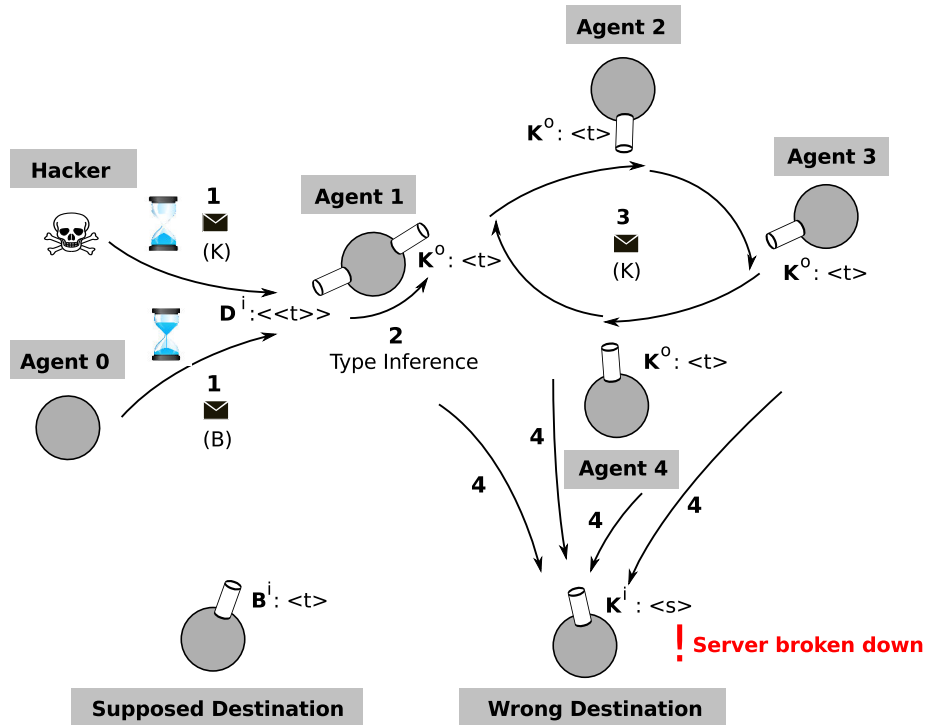 Agent 2
K^o: <t>
Agent 3
Hacker
1
(K)
Agent 1
K^o: <t>
3
(K)
K^o: <t>
D^i:<<t>>
2
Type Inference
Agent 0
1
(B)
K^o: <t>
4
Agent 4
4
4
4
B^i: <t>
K^i: <s>
! Server broken down
Supposed Destination
Wrong Destination